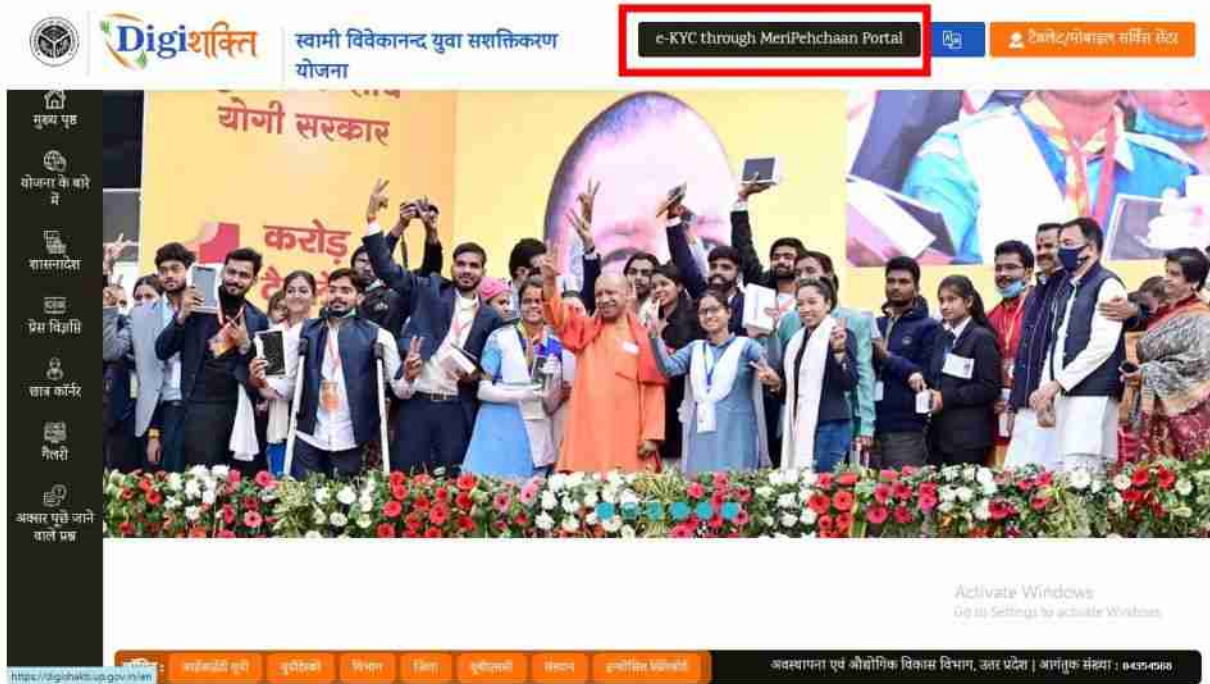 Digiशक्ति
स्वामी विवेकानन्द युवा सशक्तिकरण
योजना
e-KYC through MeriPehchaan Portal
टैबलेट/मोबाइल सर्विस सेंटर
मुख्य पृष्ठ
योजना के बारे
में
शासनादेश
प्रेस विज्ञप्ति
छात्र कॉर्नर
गैलरी
अक्सर पूछे जाने
वाले प्रश्न
योगी सरकार
1 करोड़
Activate Windows
Go to Settings to activate Windows.
विभाग
जिला
संस्थान
अवस्थापना एवं औद्योगिक विकास विभाग, उत्तर प्रदेश | आगंतुक संख्या :
https://digishakti.up.gov.in/en